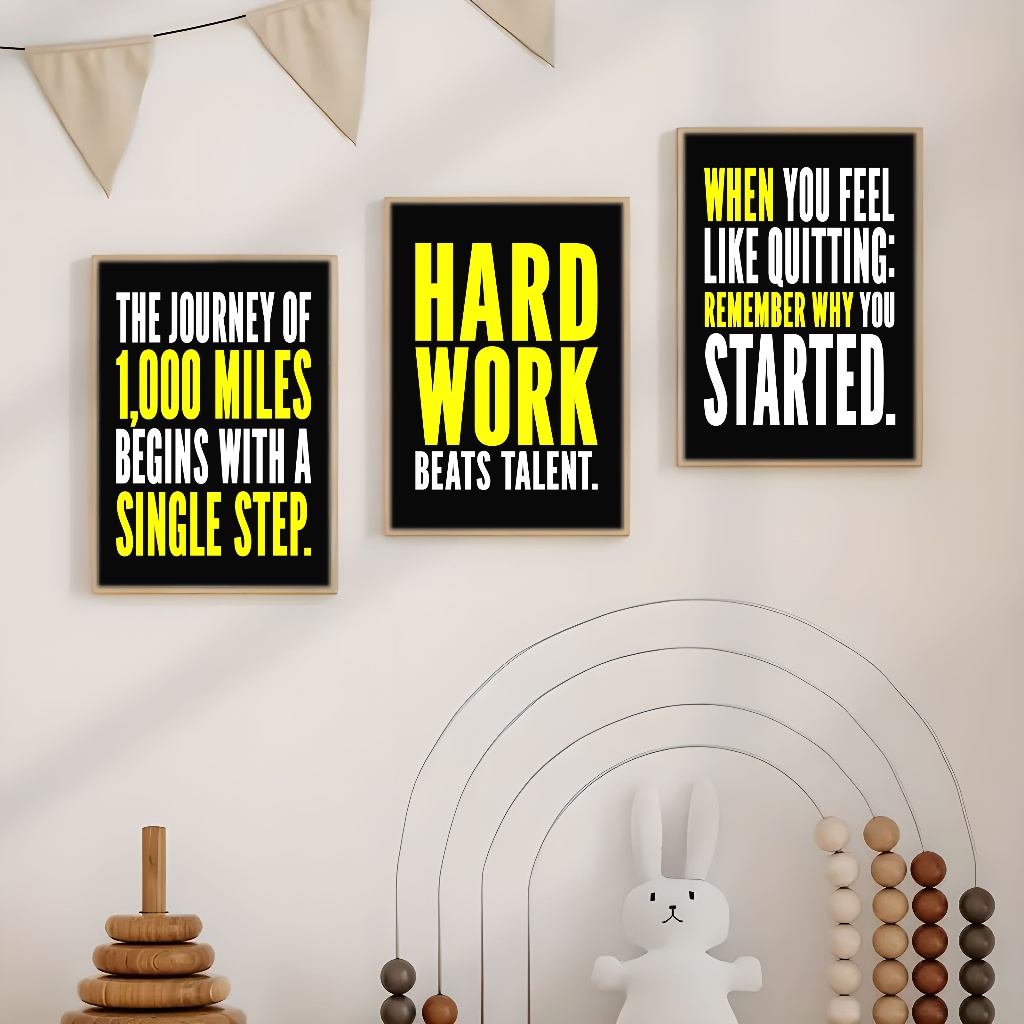 THE JOURNEY OF
1,000 MILES
BEGINS WITH A
SINGLE STEP.
HARD
WORK
BEATS TALENT.
WHEN YOU FEEL
LIKE QUITTING:
REMEMBER WHY YOU
STARTED.